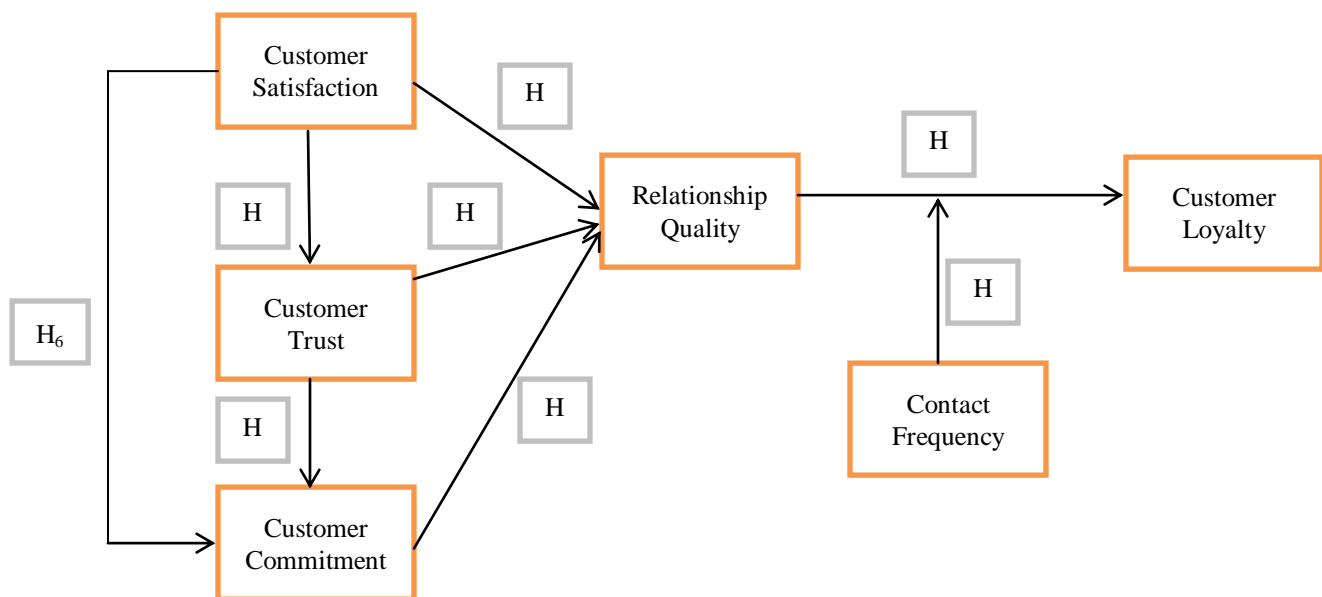 Customer
Satisfaction
H
H
Relationship
Quality
Customer
Loyalty
H
H
H
Customer
Trust
H₆
Contact
Frequency
H
H
Customer
Commitment